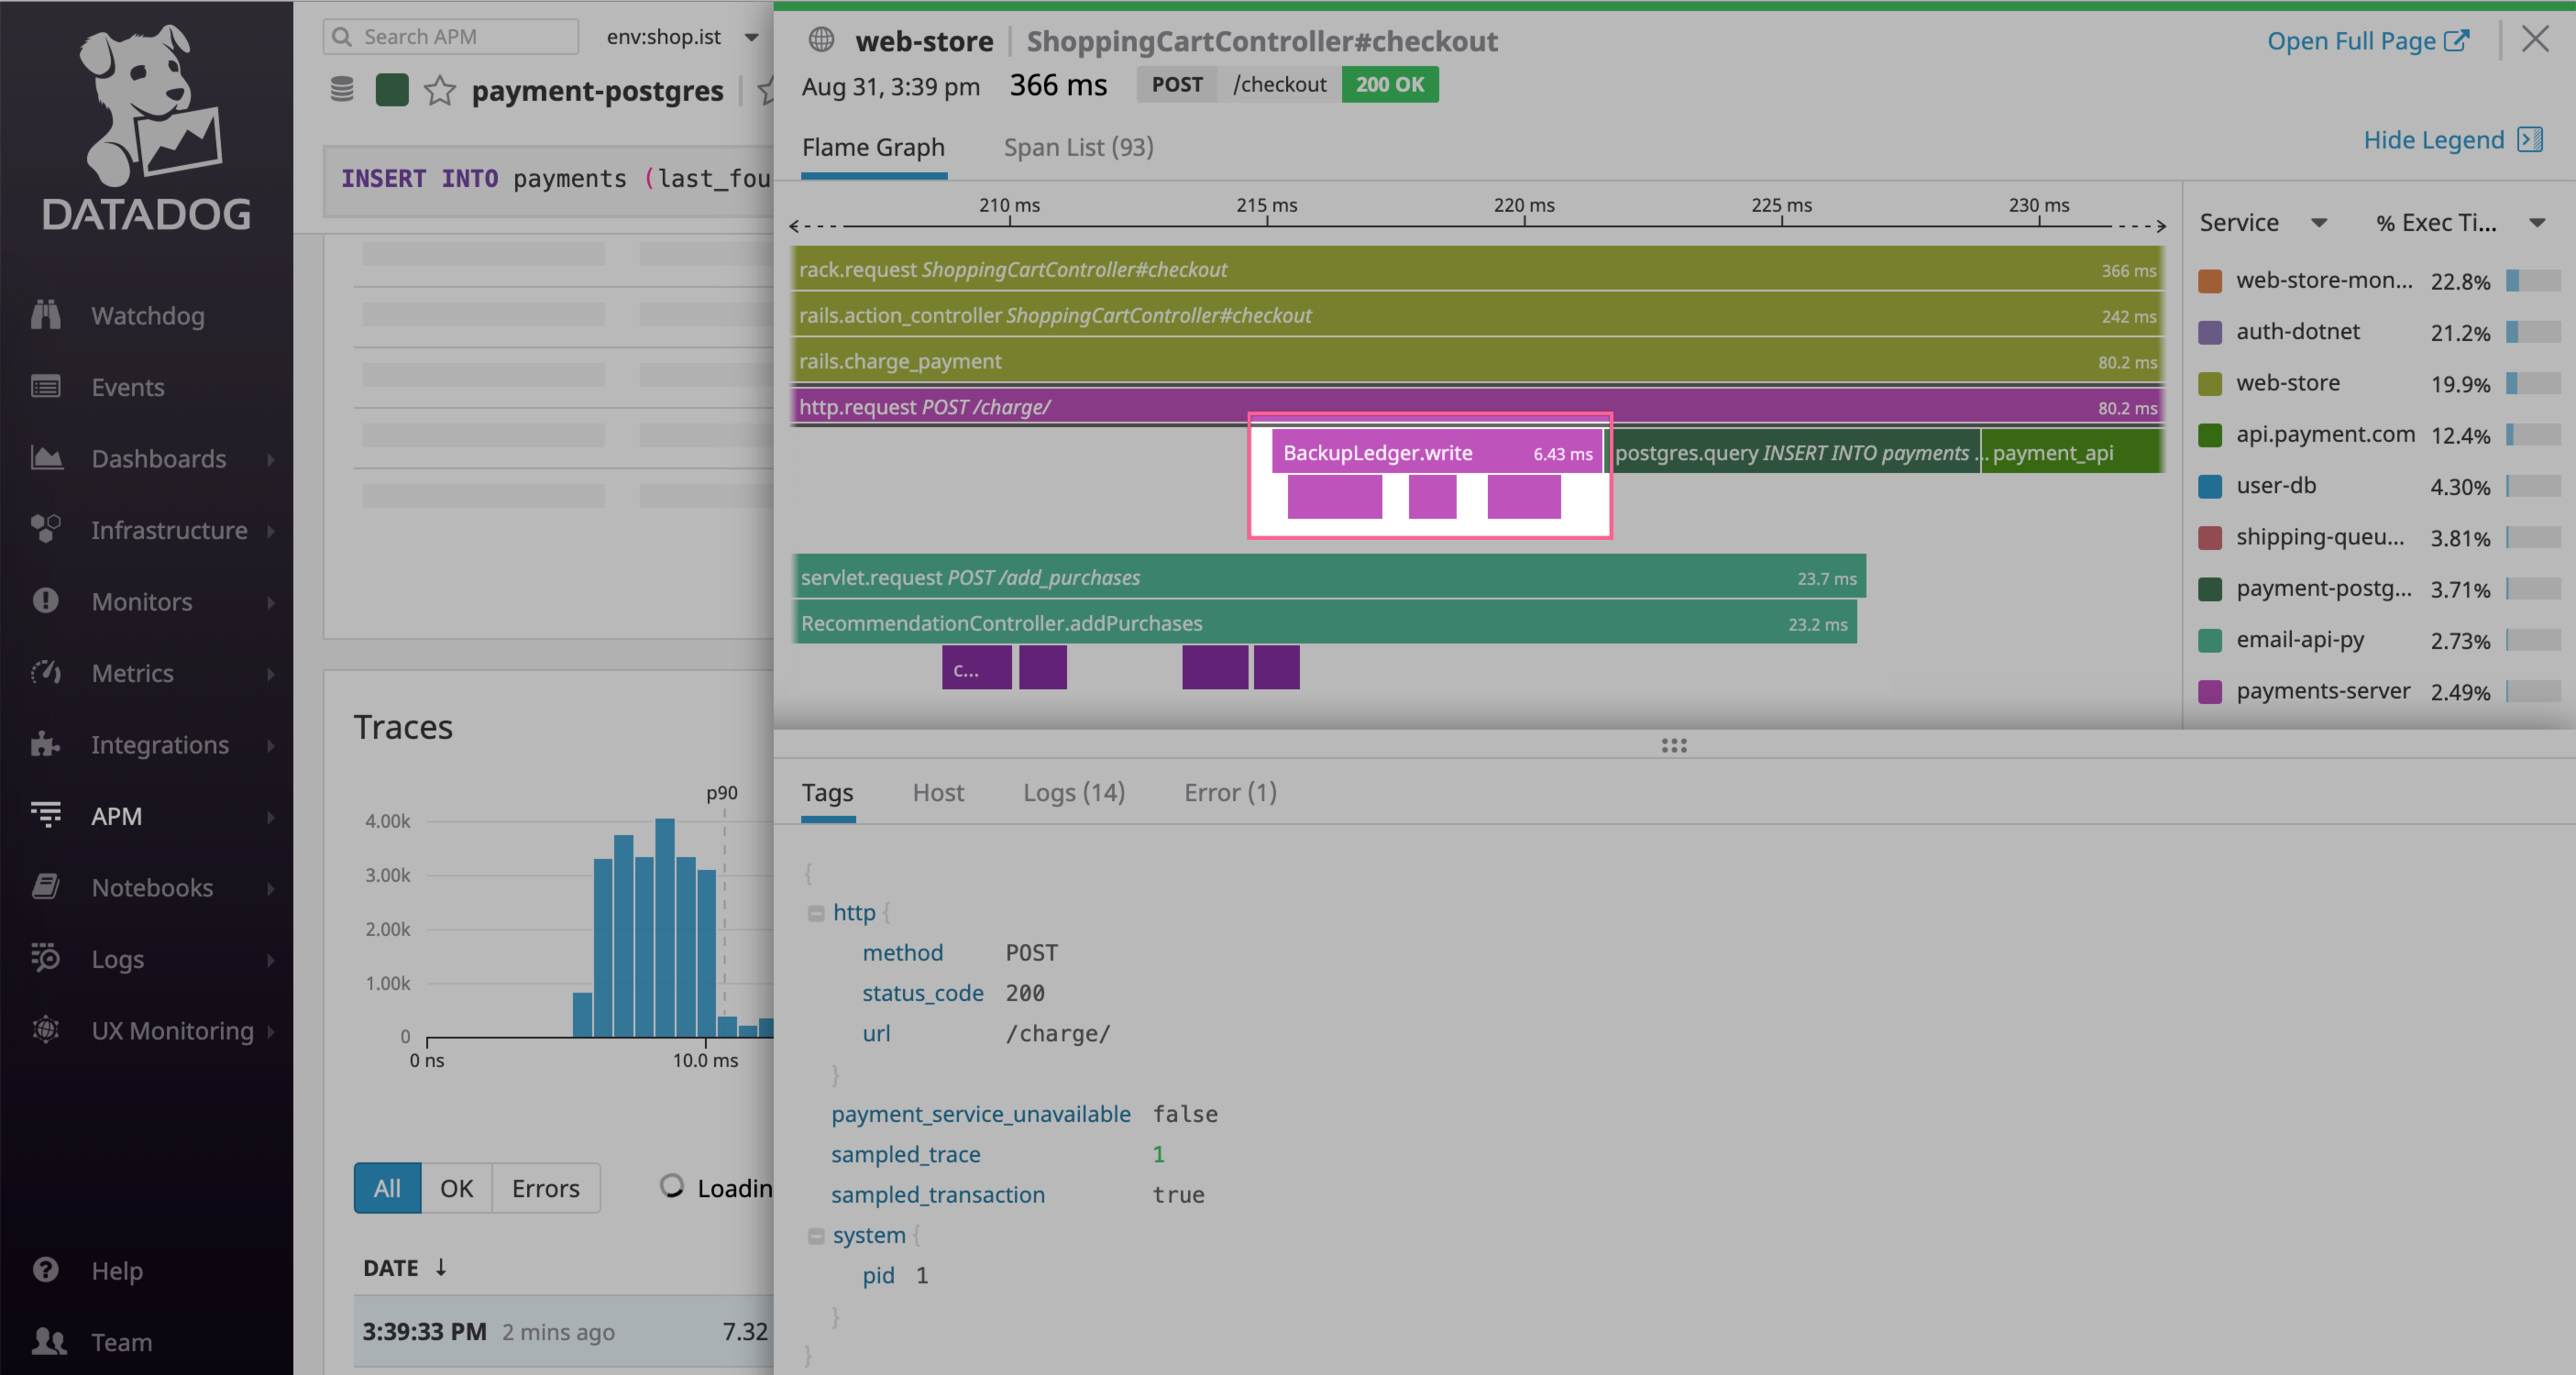 DATADOG
Watchdog
Events
Dashboards
Infrastructure
Monitors
Metrics
Integrations
APM
Notebooks
Logs
UX Monitoring
Help
Team
Search APM
env:shop.ist
payment-postgres
INSERT INTO payments (last_fou
Traces
p90
4.00k
3.00k
2.00k
1.00k
0
0 ns
10.0 ms
All
OK
Errors
Loadin
DATE ↓
3:39:33 PM 2 mins ago 7.32
web-store | ShoppingCartController#checkout
Open Full Page
Aug 31, 3:39 pm 366 ms POST /checkout 200 OK
Hide Legend
Flame Graph
Span List (93)
210 ms 215 ms 220 ms 225 ms 230 ms
rack.request ShoppingCartController#checkout 366 ms
rails.action_controller ShoppingCartController#checkout 242 ms
rails.charge_payment 80.2 ms
http.request POST /charge/ 80.2 ms
BackupLedger.write 6.43 ms
postgres.query INSERT INTO payments ...
payment_api
servlet.request POST /add_purchases 23.7 ms
RecommendationController.addPurchases 23.2 ms
c...
Service % Exec Ti...
web-store-mon... 22.8%
auth-dotnet 21.2%
web-store 19.9%
api.payment.com 12.4%
user-db 4.30%
shipping-queu... 3.81%
payment-postg... 3.71%
email-api-py 2.73%
payments-server 2.49%
Tags
Host
Logs (14)
Error (1)
{
http {
method POST
status_code 200
url /charge/
}
payment_service_unavailable false
sampled_trace 1
sampled_transaction true
system {
pid 1
}
}